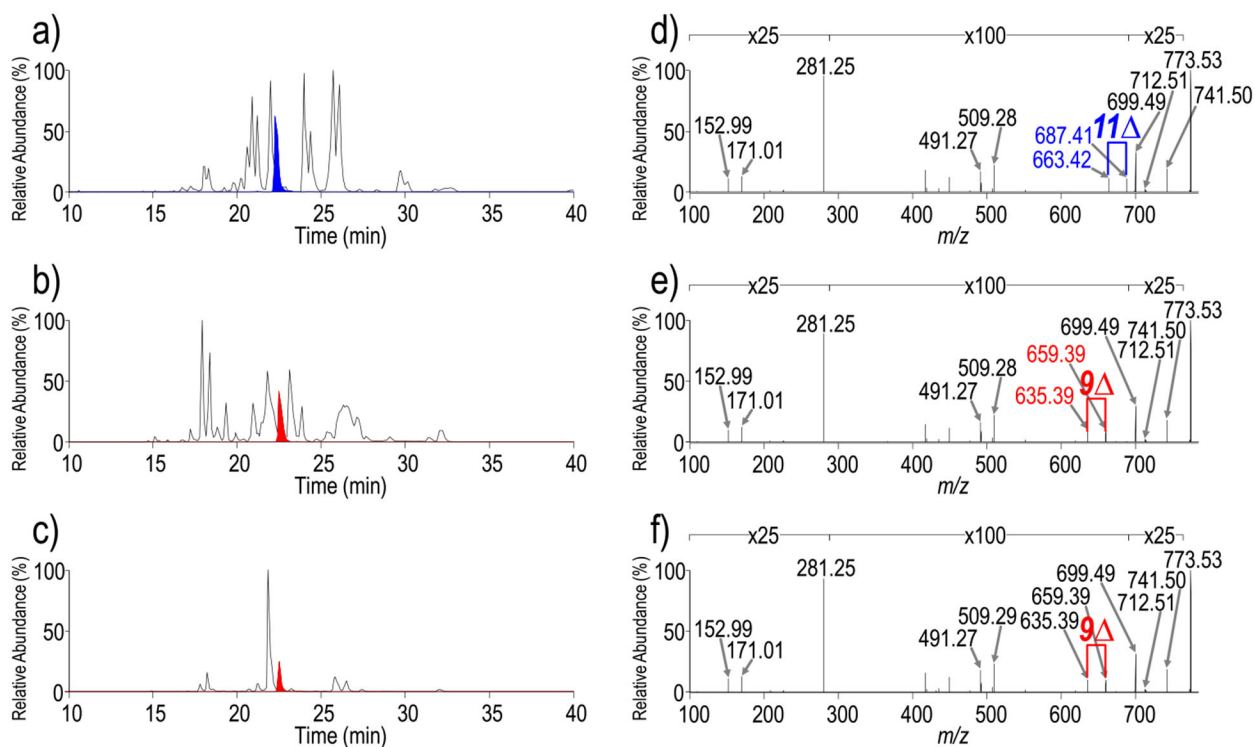 a)
Relative Abundance (%)
100
50
0
10 15 20 25 30 35 40
Time (min)
d)
x25 x100 x25
Relative Abundance (%)
100
50
0
281.25
773.53
712.51
741.50
699.49
11Δ
687.41
663.42
509.28
491.27
152.99
171.01
100 200 300 400 500 600 700
m/z
b)
Relative Abundance (%)
100
50
0
10 15 20 25 30 35 40
Time (min)
e)
x25 x100 x25
Relative Abundance (%)
100
50
0
281.25
773.53
699.49
741.50
712.51
659.39
9Δ
635.39
509.28
491.27
152.99
171.01
100 200 300 400 500 600 700
m/z
c)
Relative Abundance (%)
100
50
0
10 15 20 25 30 35 40
Time (min)
f)
x25 x100 x25
Relative Abundance (%)
100
50
0
281.25
773.53
699.49
741.50
659.39
712.51
509.29
635.39
9Δ
491.27
152.99
171.01
100 200 300 400 500 600 700
m/z